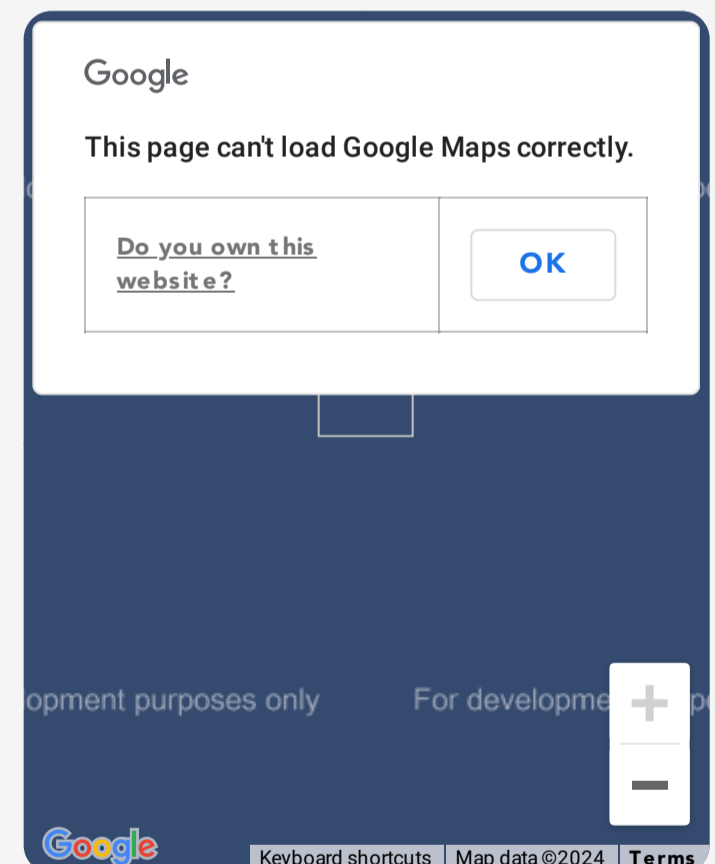 Google
This page can't load Google Maps correctly.
Do you own this
website?
OK
opment purposes only
For developme
Google
Keyboard shortcuts
Map data ©2024
Terms